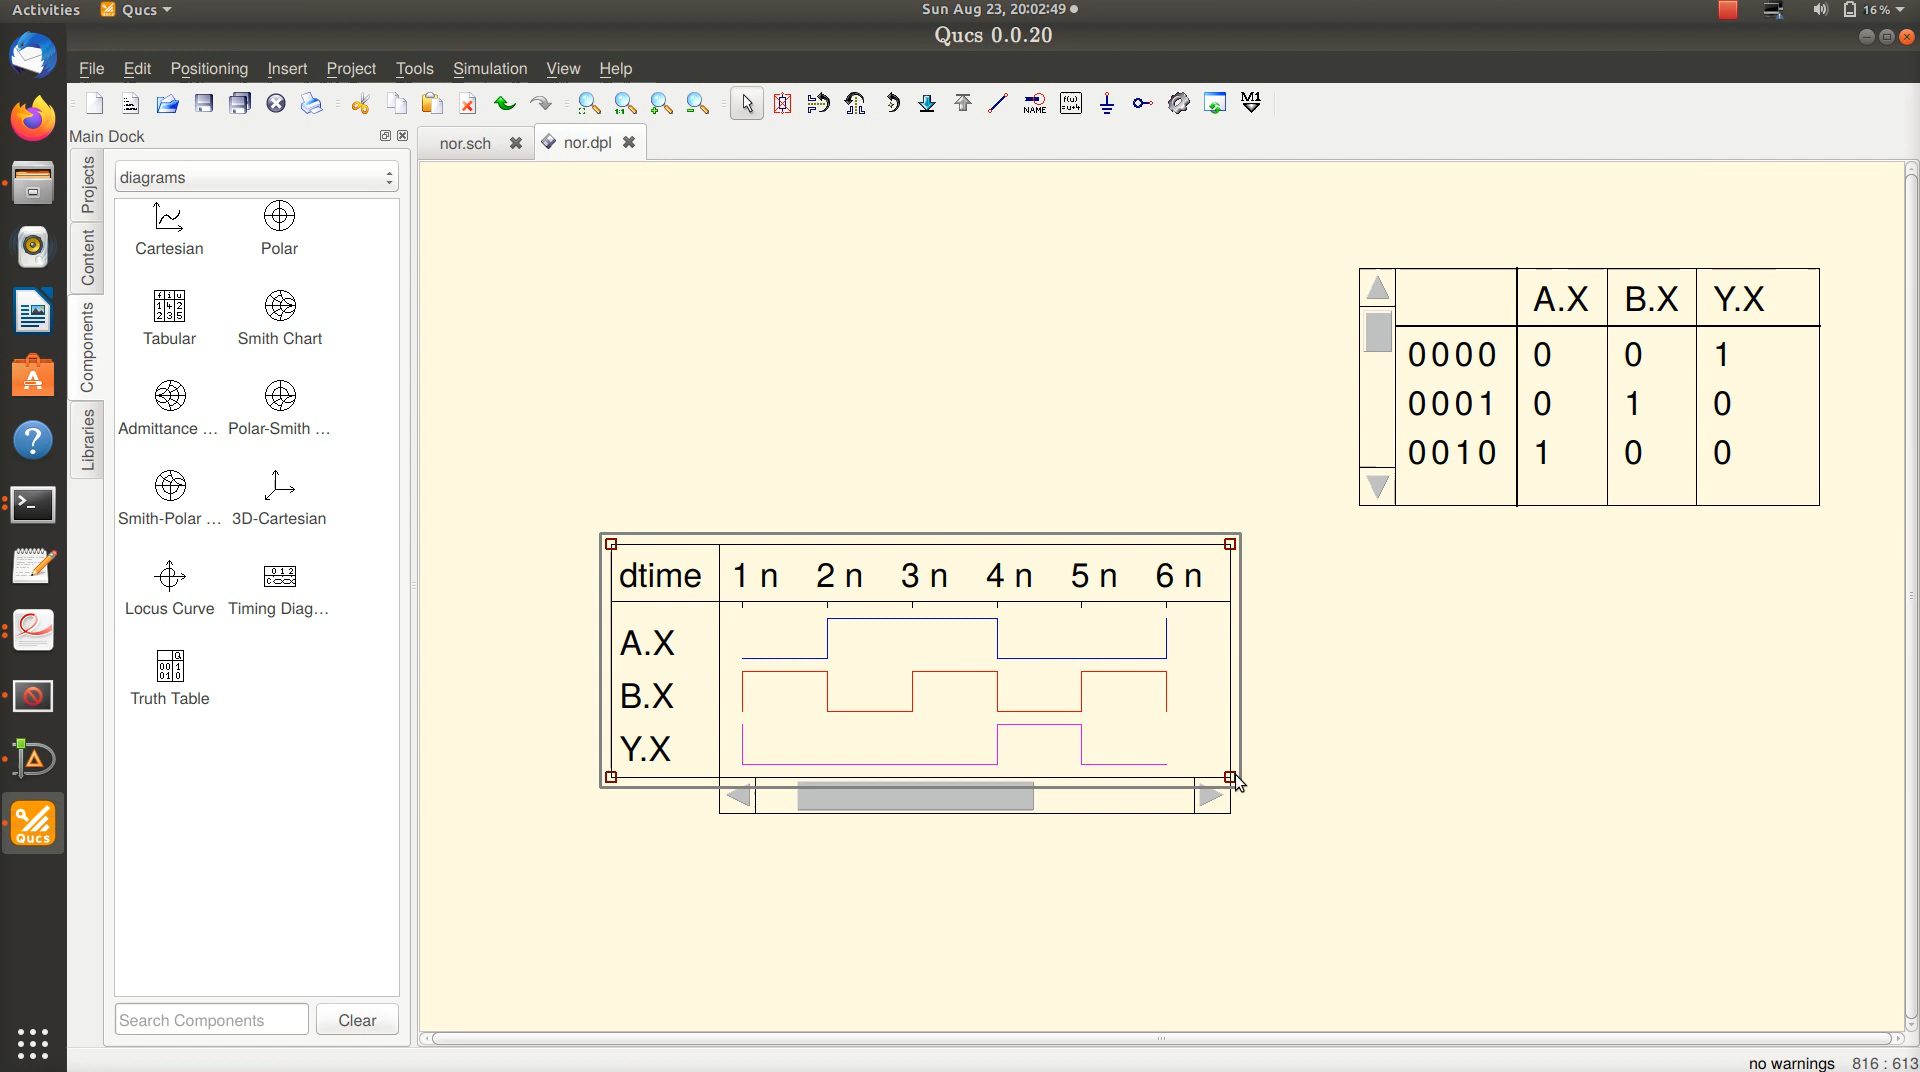 Activities Qucs Sun Aug 23, 20:02:49 16%
Qucs 0.0.20
File Edit Positioning Insert Project Tools Simulation View Help
NAME f(u) =u+4 M1
Main Dock
nor.sch nor.dpl
Projects
Content
Components
Libraries
diagrams
Cartesian Polar
Tabular Smith Chart
Admittance ... Polar-Smith ...
Smith-Polar ... 3D-Cartesian
Locus Curve Timing Diag...
Truth Table
Search Components Clear
A.X B.X Y.X
0000 0 0 1
0001 0 1 0
0010 1 0 0
dtime 1 n 2 n 3 n 4 n 5 n 6 n
A.X
B.X
Y.X
Qucs
no warnings 816 : 613